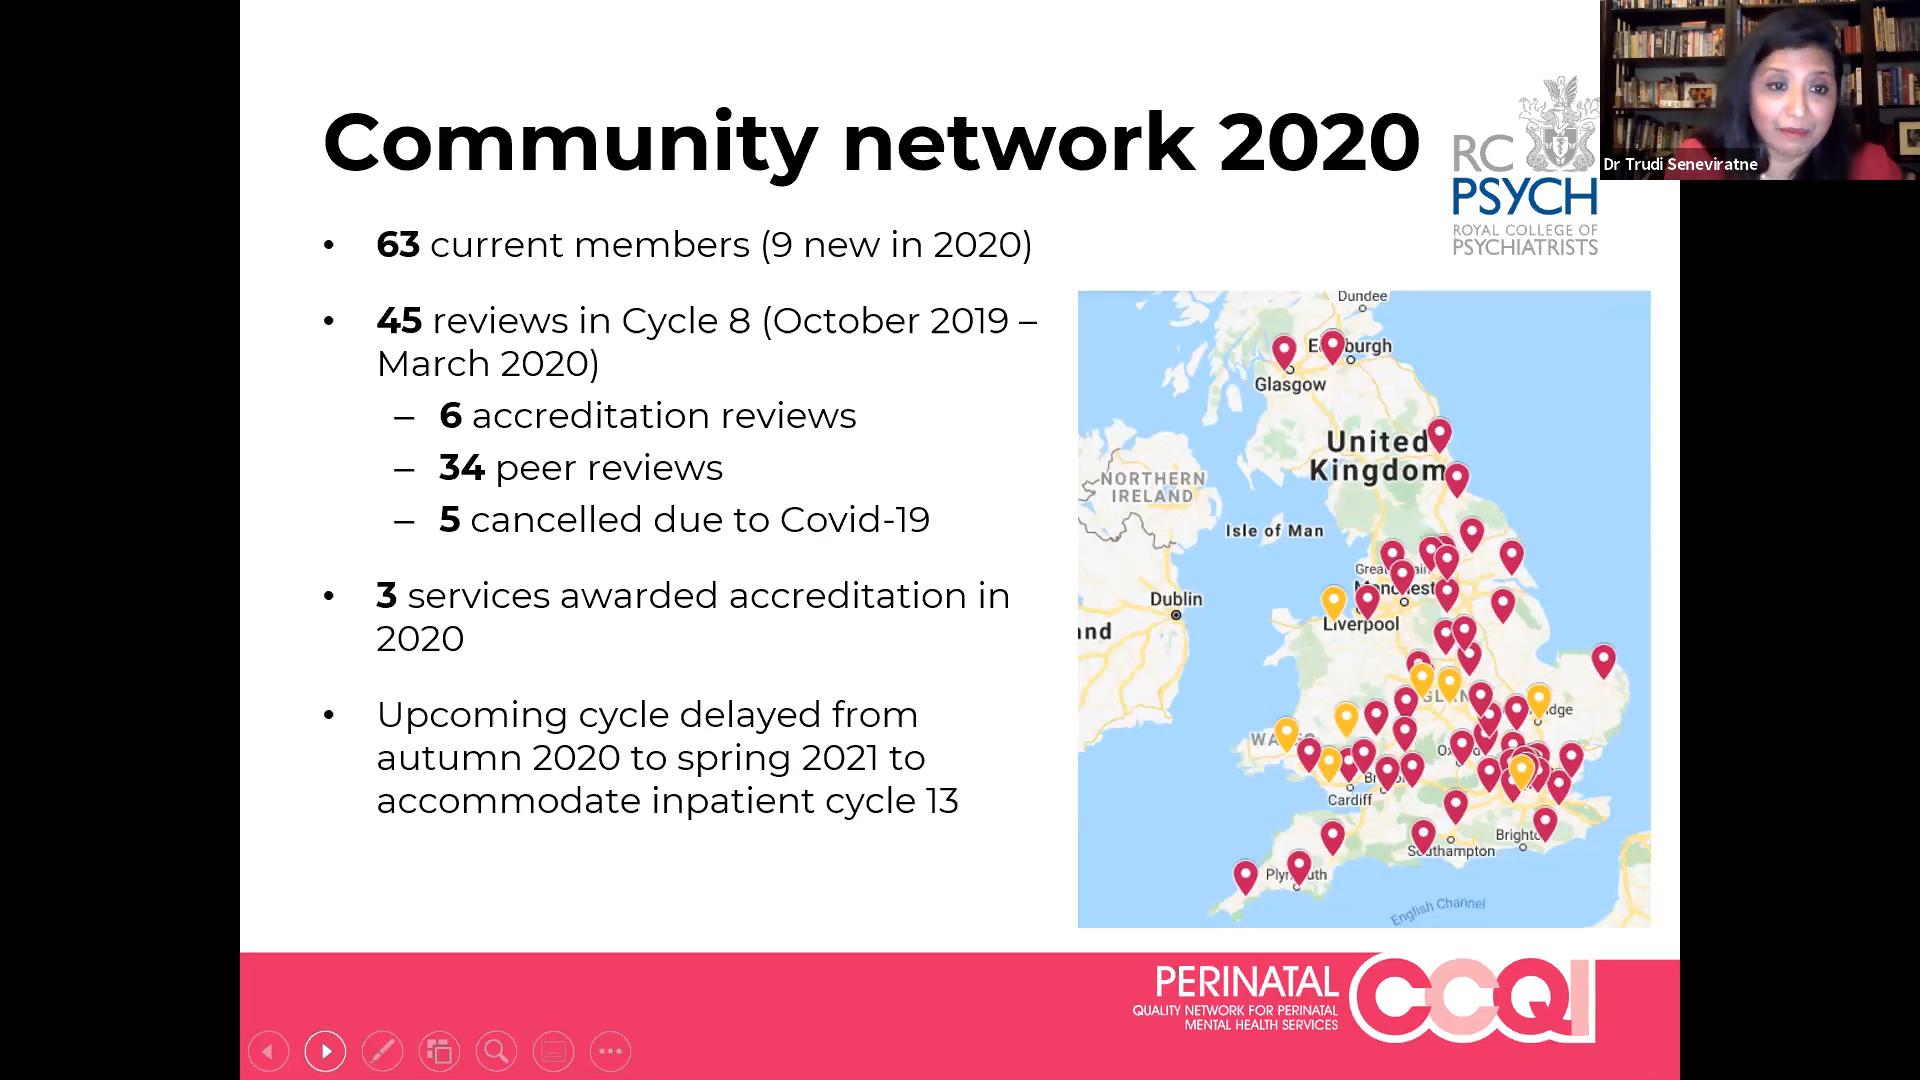 Community network 2020
RC
PSYCH
ROYAL COLLEGE OF
PSYCHIATRISTS
Dr Trudi Seneviratne
• 63 current members (9 new in 2020)
• 45 reviews in Cycle 8 (October 2019 –
March 2020)
– 6 accreditation reviews
– 34 peer reviews
– 5 cancelled due to Covid-19
• 3 services awarded accreditation in
2020
• Upcoming cycle delayed from
autumn 2020 to spring 2021 to
accommodate inpatient cycle 13
Dundee
Glasgow
United
Kingdom
NORTHERN
IRELAND
Isle of Man
Dublin
Liverpool
Cardiff
Southampton
English Channel
PERINATAL
QUALITY NETWORK FOR PERINATAL
MENTAL HEALTH SERVICES
CCQI